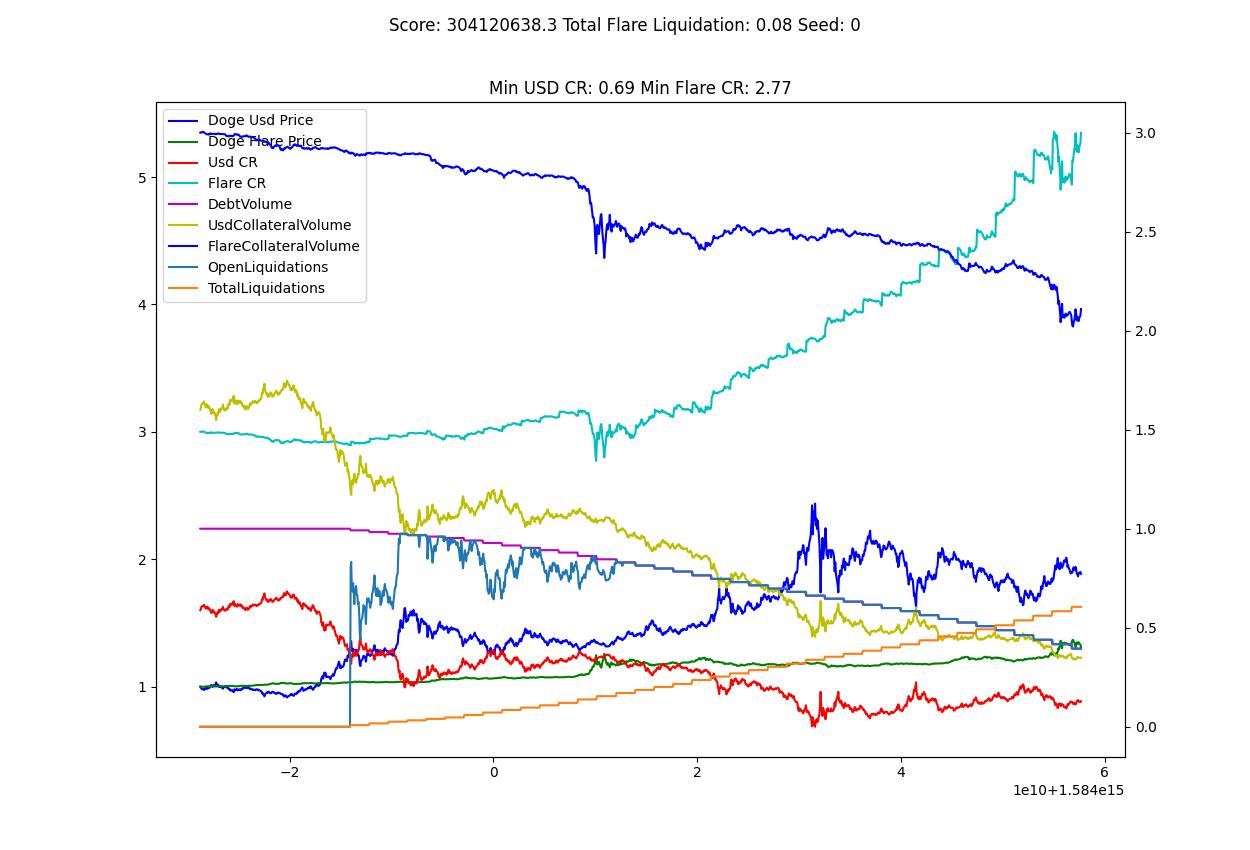 Score: 304120638.3 Total Flare Liquidation: 0.08 Seed: 0
Min USD CR: 0.69 Min Flare CR: 2.77
Doge Usd Price
Doge Flare Price
Usd CR
Flare CR
DebtVolume
UsdCollateralVolume
FlareCollateralVolume
OpenLiquidations
TotalLiquidations
5
4
3
2
1
3.0
2.5
2.0
1.5
1.0
0.5
0.0
−2
0
2
4
6
1e10+1.584e15